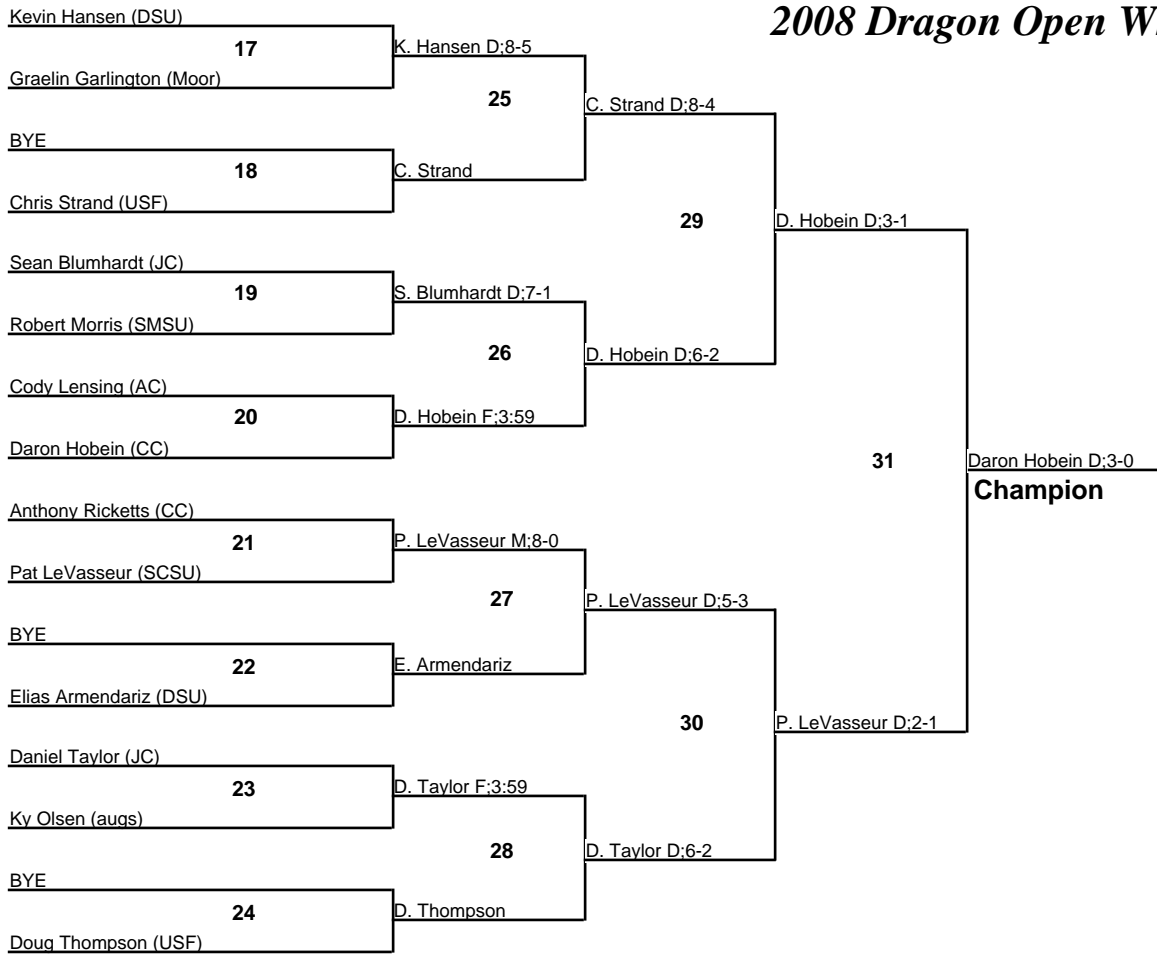 Kevin Hansen (DSU)
2008 Dragon Open
17
K. Hansen D;8-5
Graelin Garlington (Moor)
25
C. Strand D;8-4
BYE
18
C. Strand
Chris Strand (USF)
29
D. Hobein D;3-1
Sean Blumhardt (JC)
19
S. Blumhardt D;7-1
Robert Morris (SMSU)
26
D. Hobein D;6-2
Cody Lensing (AC)
20
D. Hobein F;3:59
Daron Hobein (CC)
31
Daron Hobein D;3-0
Champion
Anthony Ricketts (CC)
21
P. LeVasseur M;8-0
Pat LeVasseur (SCSU)
27
P. LeVasseur D;5-3
BYE
22
E. Armendariz
Elias Armendariz (DSU)
30
P. LeVasseur D;2-1
Daniel Taylor (JC)
23
D. Taylor F;3:59
Ky Olsen (augs)
28
D. Taylor D;6-2
BYE
24
D. Thompson
Doug Thompson (USF)